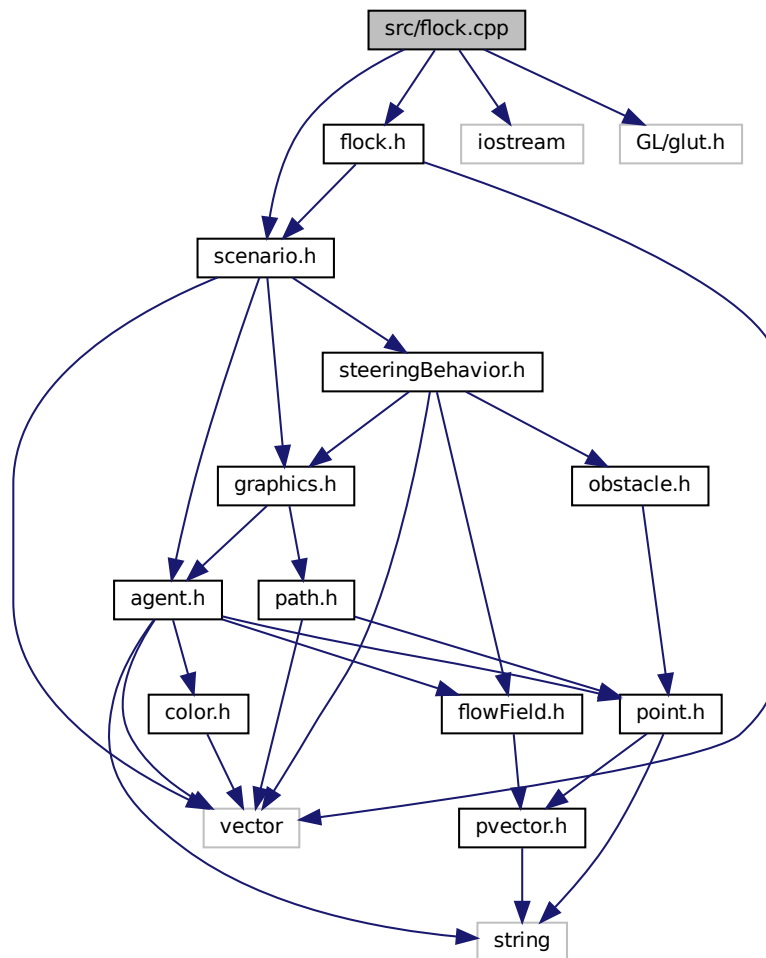 src/flock.cpp
flock.h
iostream
GL/glut.h
scenario.h
steeringBehavior.h
graphics.h
obstacle.h
agent.h
path.h
color.h
flowField.h
point.h
vector
pvector.h
string